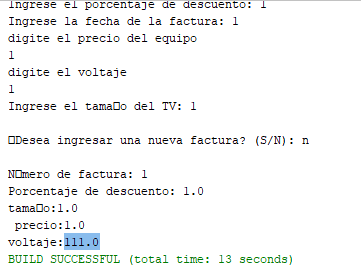 Ingrese el porcentaje de descuento: 1
Ingrese la fecha de la factura: 1
digite el precio del equipo
1
digite el voltaje
1
Ingrese el tama□o del TV: 1
□Desea ingresar una nueva factura? (S/N): n
N□mero de factura: 1
Porcentaje de descuento: 1.0
tama□o:1.0
precio:1.0
voltaje:111.0
BUILD SUCCESSFUL (total time: 13 seconds)